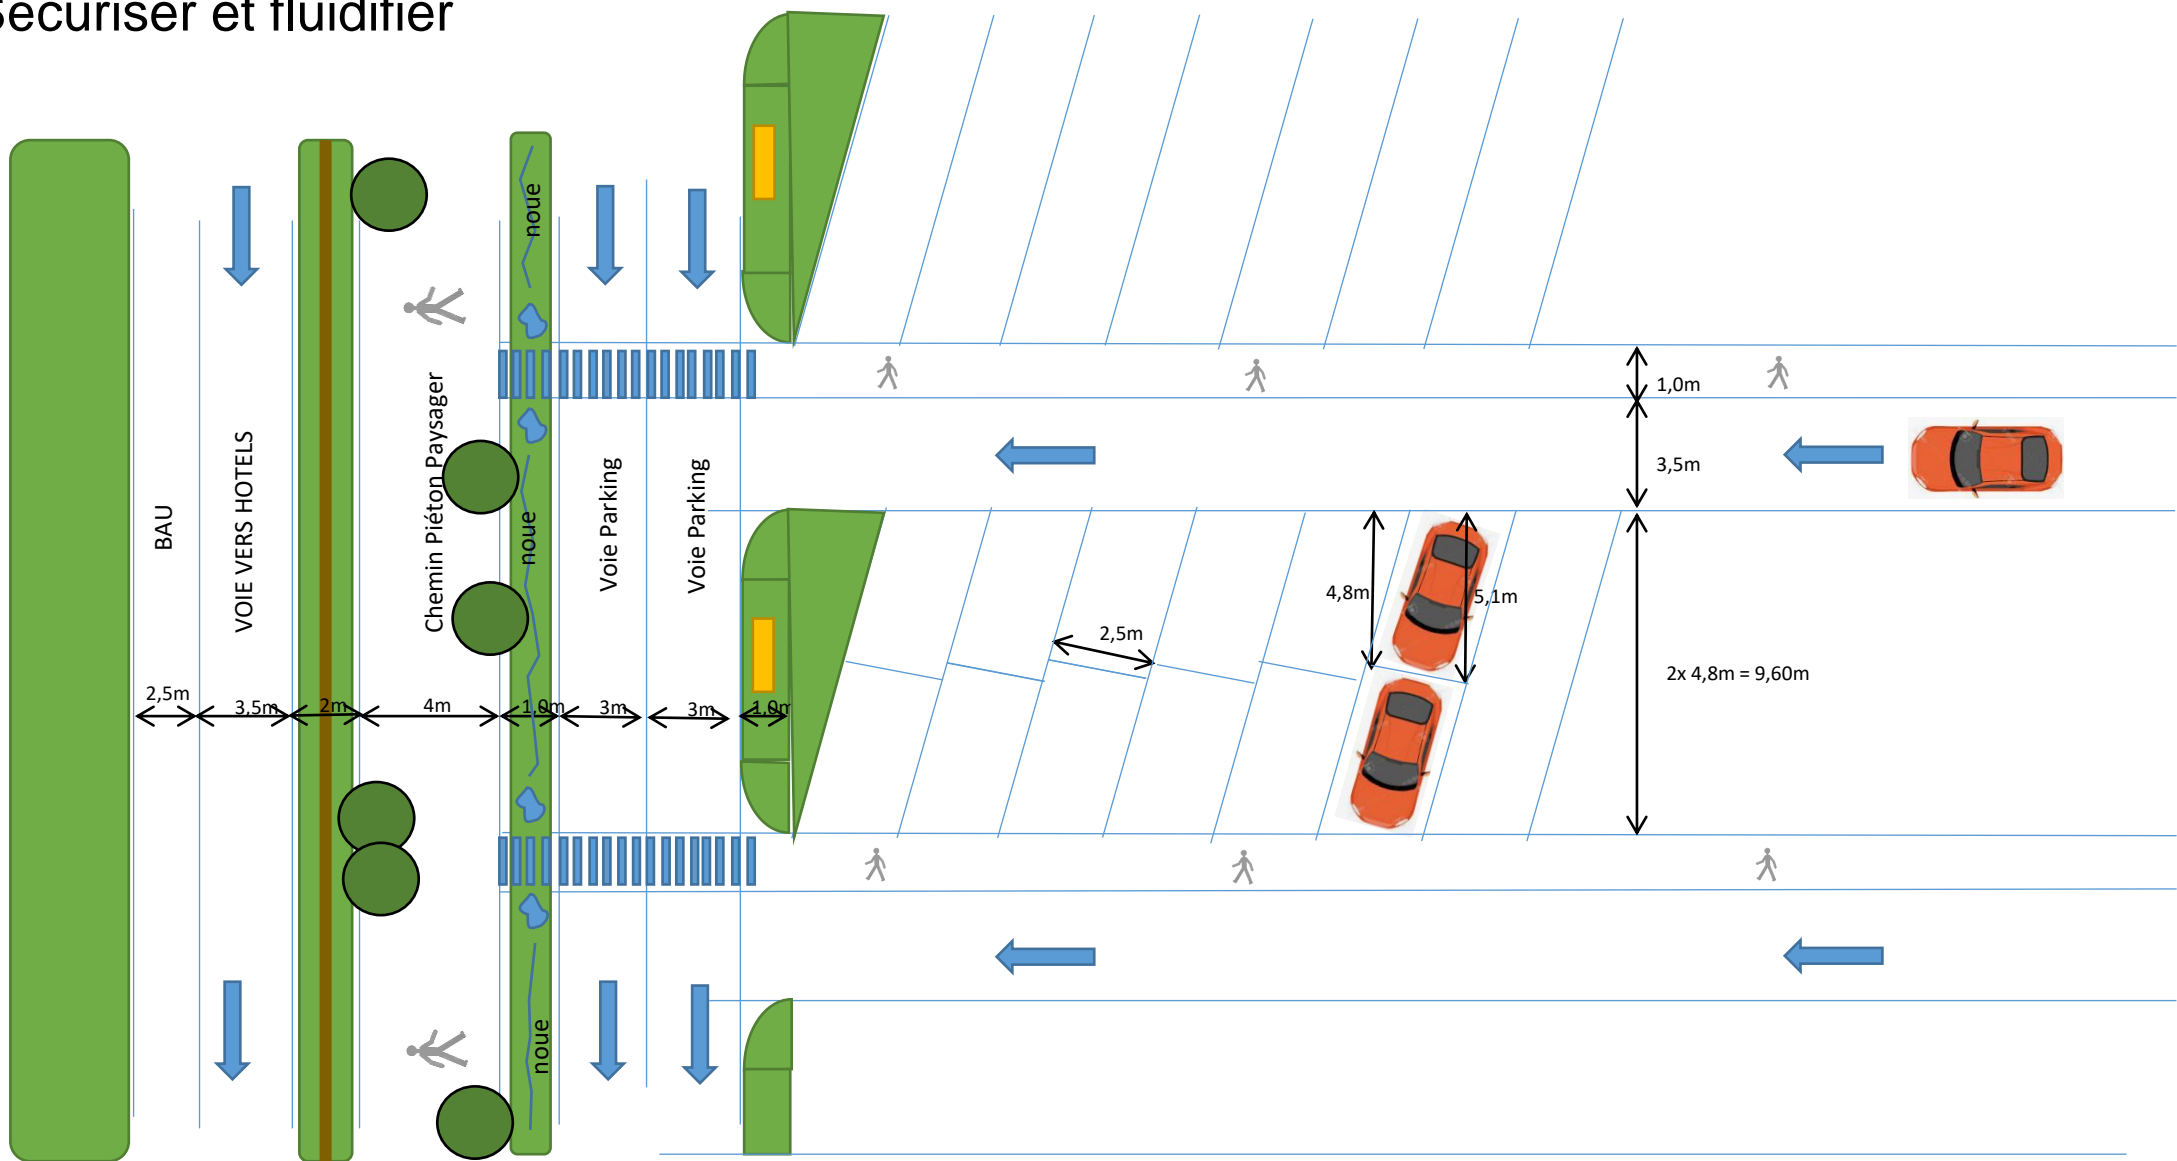 Sécuriser et fluidifier
noue
1,0m
3,5m
BAU
VOIE VERS HOTELS
Chemin Piéton Paysager
noue
Voie Parking
Voie Parking
4,8m
5,1m
2,5m
2x 4,8m = 9,60m
2,5m
3,5m
2m
4m
1,0m
3m
3m
1,0m
noue